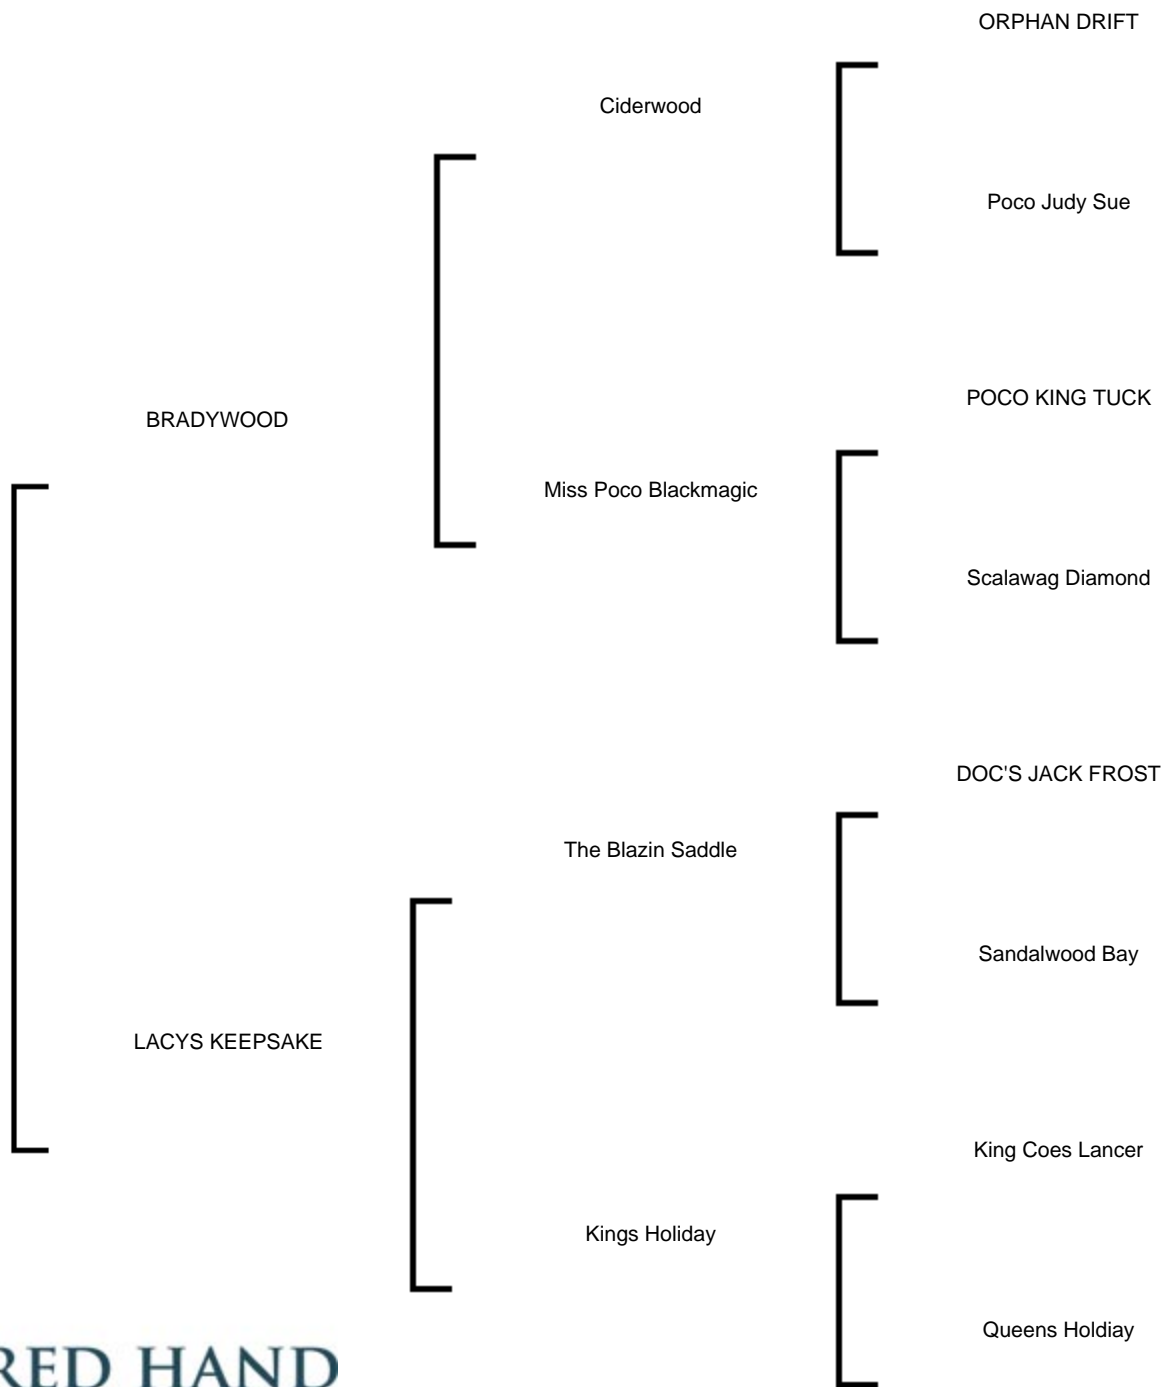 ORPHAN DRIFT
Ciderwood
Poco Judy Sue
POCO KING TUCK
BRADYWOOD
Miss Poco Blackmagic
Scalawag Diamond
DOC'S JACK FROST
The Blazin Saddle
Sandalwood Bay
LACYS KEEPSAKE
King Coes Lancer
Kings Holiday
Queens Holdiay
RED HAND